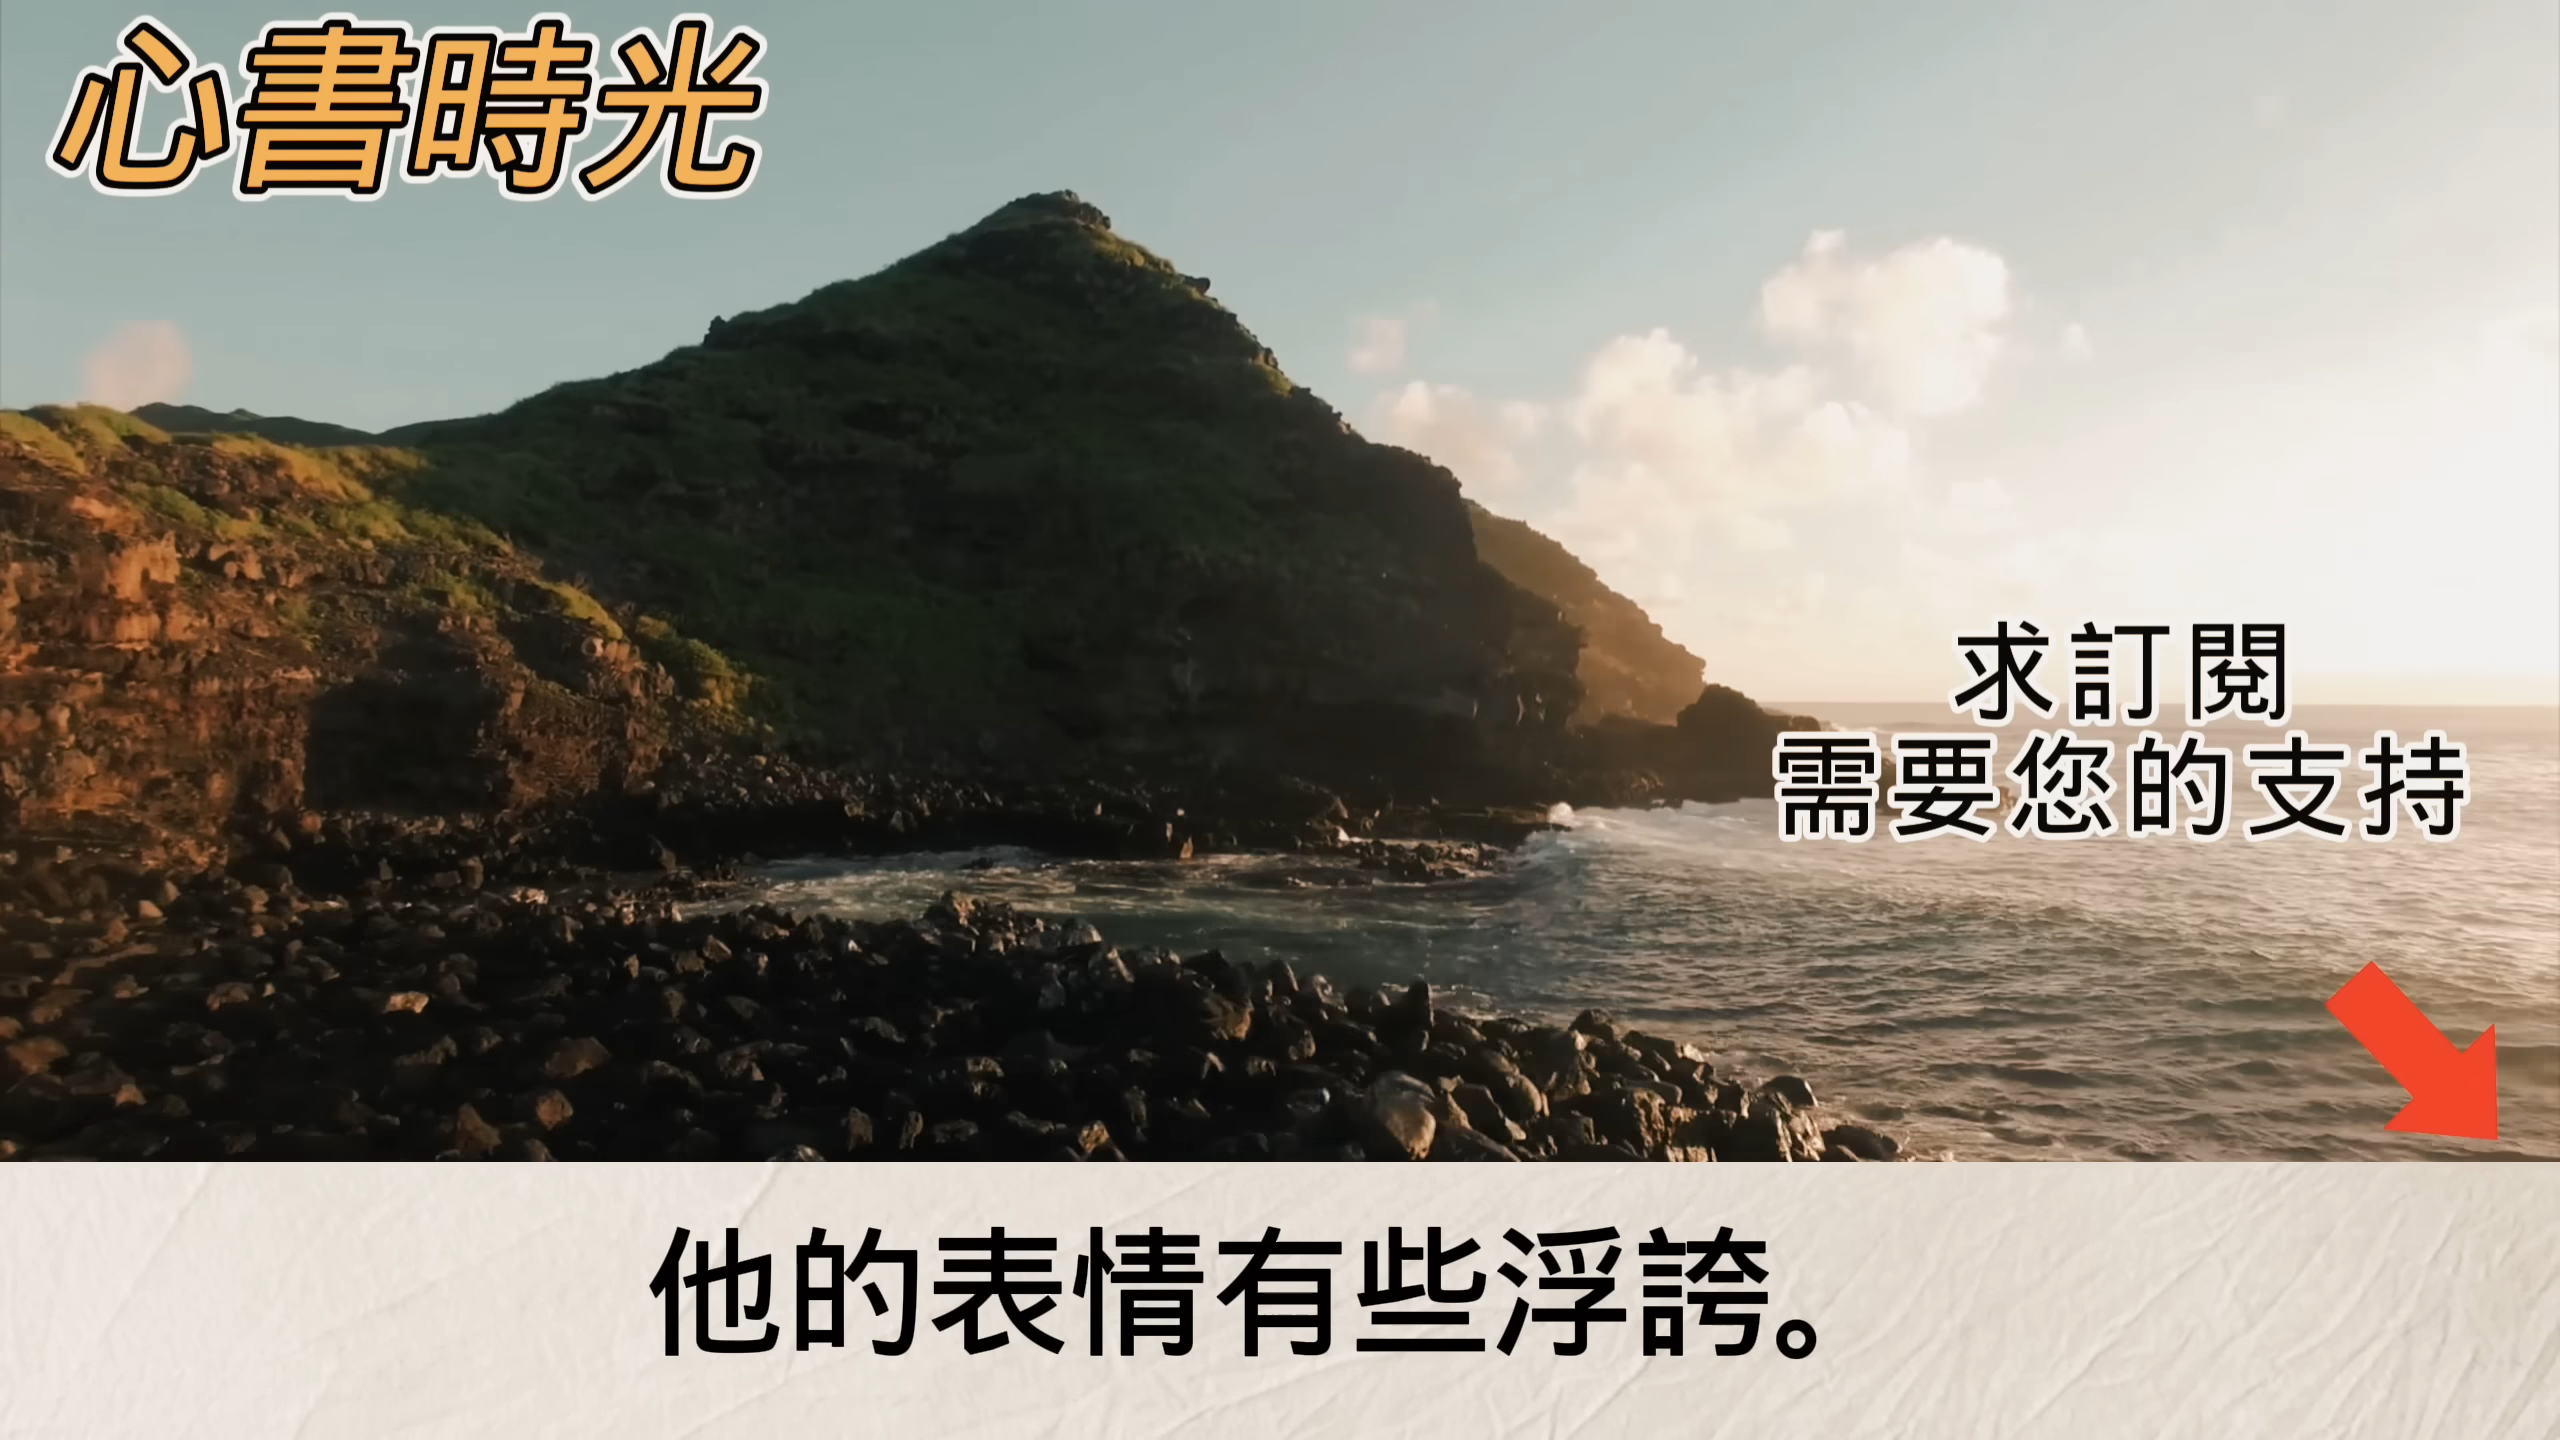 心書時光
求訂閱
需要您的支持
他的表情有些浮誇。